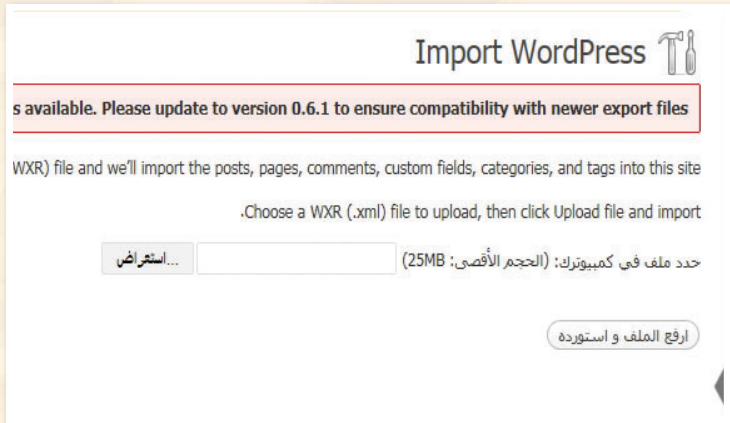 Import WordPress
s available. Please update to version 0.6.1 to ensure compatibility with newer export files
WXR) file and we'll import the posts, pages, comments, custom fields, categories, and tags into this site
.Choose a WXR (.xml) file to upload, then click Upload file and import
حدد ملف في كمبيوترك: (الحجم الأقصى: 25MB) استعراض...
ارفع الملف و استورده